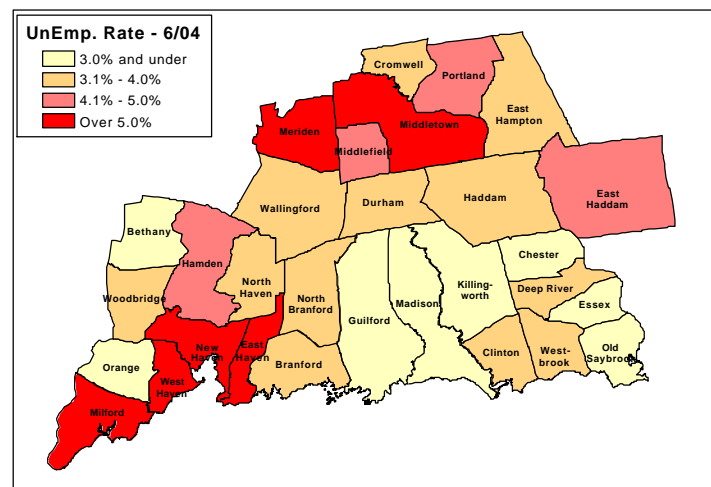 UnEmp. Rate - 6/04
3.0% and under
3.1% - 4.0%
4.1% - 5.0%
Over 5.0%
Cromwell
Portland
East
Hampton
Meriden
Middletown
Middlefield
Wallingford
Durham
Haddam
East
Haddam
Bethany
Hamden
Woodbridge
North
Haven
North
Branford
Guilford
Madison
Killing-
worth
Chester
Deep River
Essex
Old
Saybrook
West-
brook
Clinton
Branford
East
Haven
New
Haven
Orange
West
Haven
Milford